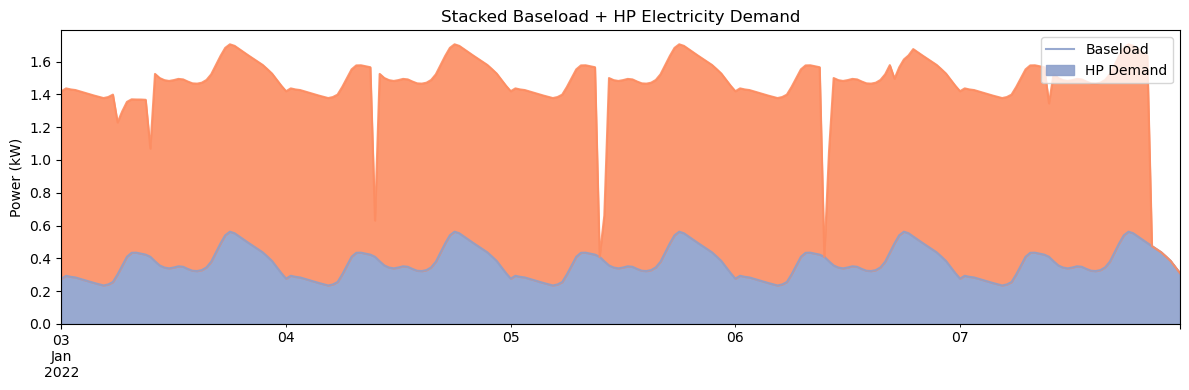 Stacked Baseload + HP Electricity Demand
Power (kW)
1.6
1.4
1.2
1.0
0.8
0.6
0.4
0.2
0.0
Baseload
HP Demand
03 04 05 06 07
Jan
2022